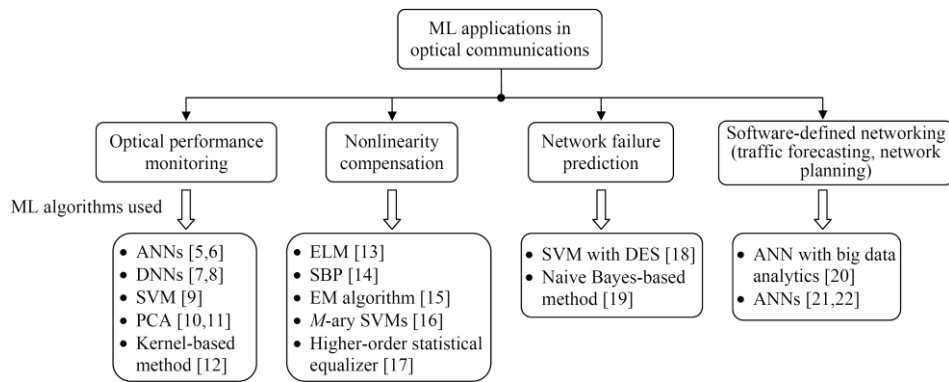 ML applications in
optical communications
Optical performance
monitoring
Nonlinearity
compensation
Network failure
prediction
Software-defined networking
(traffic forecasting, network
planning)
ML algorithms used
• ANNs [5,6]
• DNNs [7,8]
• SVM [9]
• PCA [10,11]
• Kernel-based
method [12]
• ELM [13]
• SBP [14]
• EM algorithm [15]
• M-ary SVMs [16]
• Higher-order statistical
equalizer [17]
• SVM with DES [18]
• Naive Bayes-based
method [19]
• ANN with big data
analytics [20]
• ANNs [21,22]